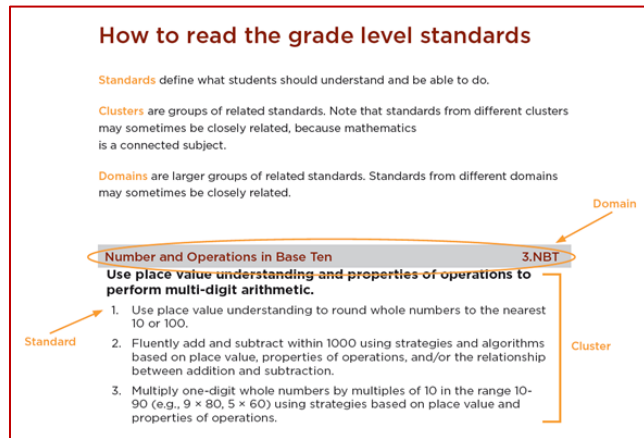 How to read the grade level standards
Standards define what students should understand and be able to do.
Clusters are groups of related standards. Note that standards from different clusters
may sometimes be closely related, because mathematics
is a connected subject.
Domains are larger groups of related standards. Standards from different domains
may sometimes be closely related.
Domain
Number and Operations in Base Ten 3.NBT
Use place value understanding and properties of operations to
perform multi-digit arithmetic.
1. Use place value understanding to round whole numbers to the nearest
10 or 100.
Standard
2. Fluently add and subtract within 1000 using strategies and algorithms
based on place value, properties of operations, and/or the relationship
between addition and subtraction.
Cluster
3. Multiply one-digit whole numbers by multiples of 10 in the range 10-
90 (e.g., 9 × 80, 5 × 60) using strategies based on place value and
properties of operations.